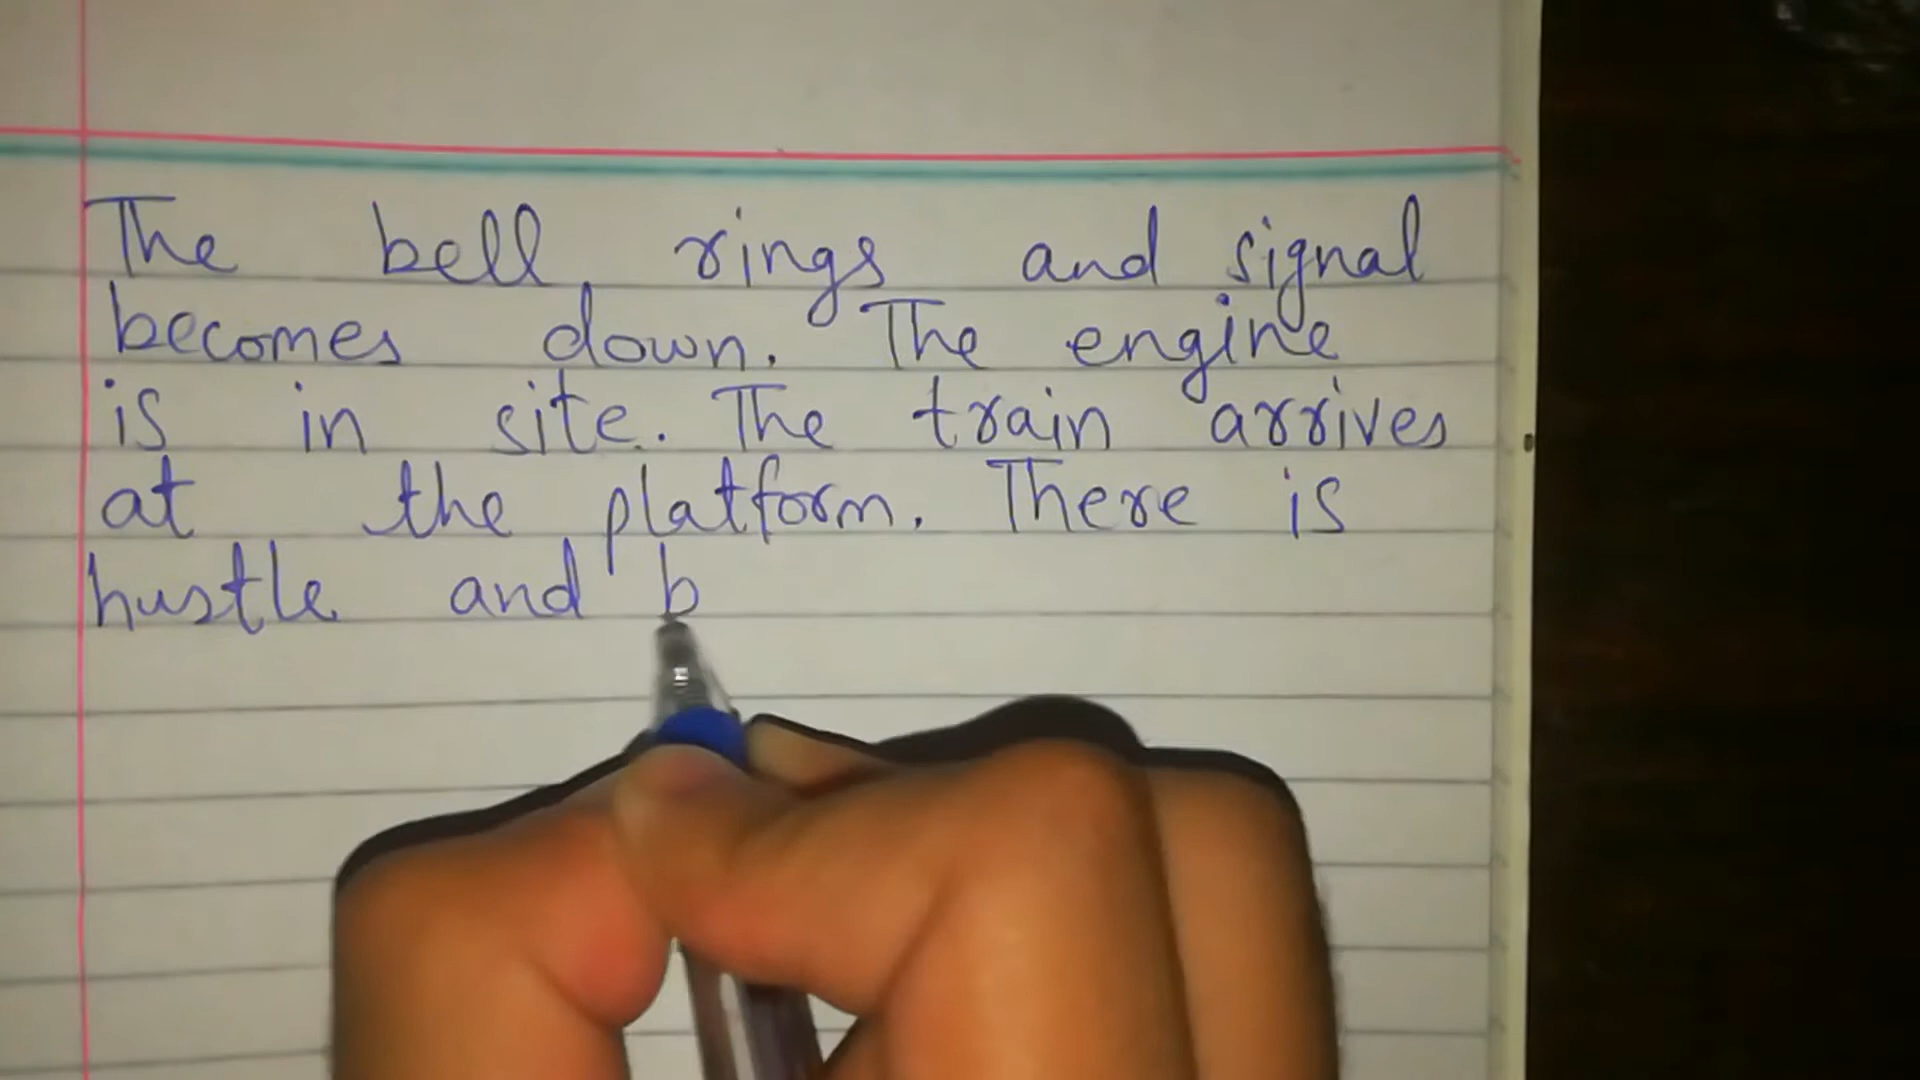 The bell rings and signal
becomes down. The engine
is in site. The train arrives
at the platform. There is
hustle and b